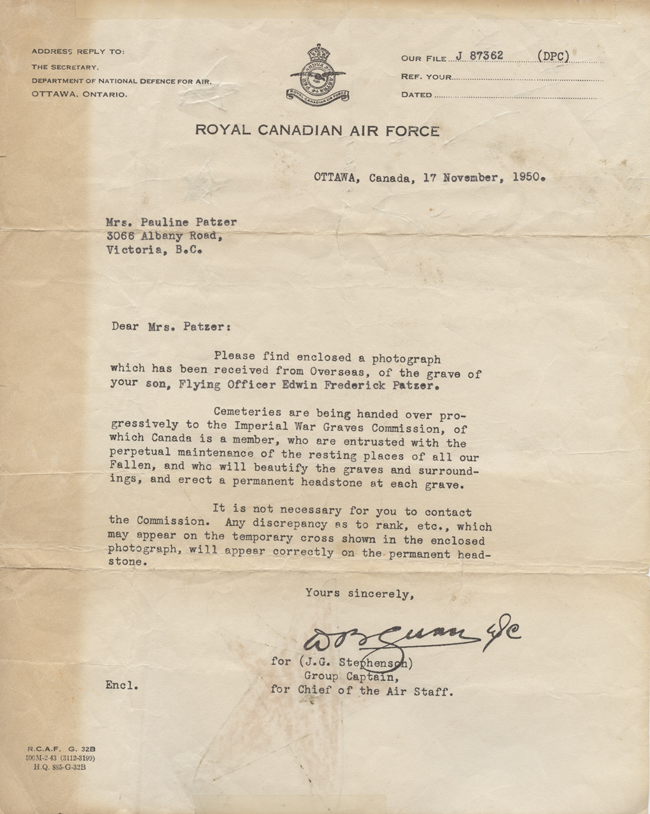 ADDRESS REPLY TO:
THE SECRETARY,
DEPARTMENT OF NATIONAL DEFENCE FOR AIR,
OTTAWA, ONTARIO.
OUR FILE J 87362 (DPC)
REF. YOUR
DATED
ROYAL CANADIAN AIR FORCE
OTTAWA, Canada, 17 November, 1950.
Mrs. Pauline Patzer
3066 Albany Road,
Victoria, B.C.
Dear Mrs. Patzer:
Please find enclosed a photograph
which has been received from Overseas, of the grave of
your son, Flying Officer Edwin Frederick Patzer.
Cemeteries are being handed over pro-
gressively to the Imperial War Graves Commission, of
which Canada is a member, who are entrusted with the
perpetual maintenance of the resting places of all our
Fallen, and who will beautify the graves and surround-
ings, and erect a permanent headstone at each grave.
It is not necessary for you to contact
the Commission. Any discrepancy as to rank, etc., which
may appear on the temporary cross shown in the enclosed
photograph, will appear correctly on the permanent head-
stone.
Yours sincerely,
for (J.G. Stephenson)
Group Captain,
for Chief of the Air Staff.
Encl.
R.C.A.F. G. 32B
H.Q. 885-G-32B